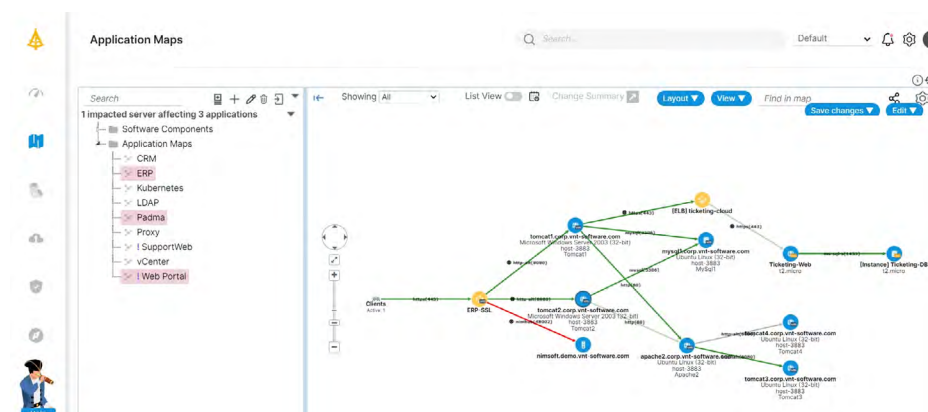 Application Maps
Search...
Default
Search
1 impacted server affecting 3 applications
Software Components
Application Maps
CRM
ERP
Kubernetes
LDAP
Padma
Proxy
! SupportWeb
vCenter
! Web Portal
Showing All
List View
Change Summary
Layout
View
Find in map
Save changes
Edit
[ELB] ticketing-cloud
tomcat1.corp.vnt-software.com
Microsoft Windows Server 2003 (32-bit)
host-3883
Tomcat1
mysql1.corp.vnt-software.com
Ubuntu Linux (32-bit)
host-3883
MySql1
Ticketing-Web
t2.micro
[Instance] Ticketing-DB
t2.micro
Clients
Active 1
ERP-SSL
tomcat2.corp.vnt-software.com
Microsoft Windows Server 2003 (32-bit)
host-3883
Tomcat2
nimsoft.demo.vnt-software.com
apache2.corp.vnt-software.com
Ubuntu Linux (32-bit)
host-3883
Apache2
tomcat4.corp.vnt-software.com
Ubuntu Linux (32-bit)
host-3883
Tomcat4
tomcat3.corp.vnt-software.com
Ubuntu Linux (32-bit)
host-3883
Tomcat3